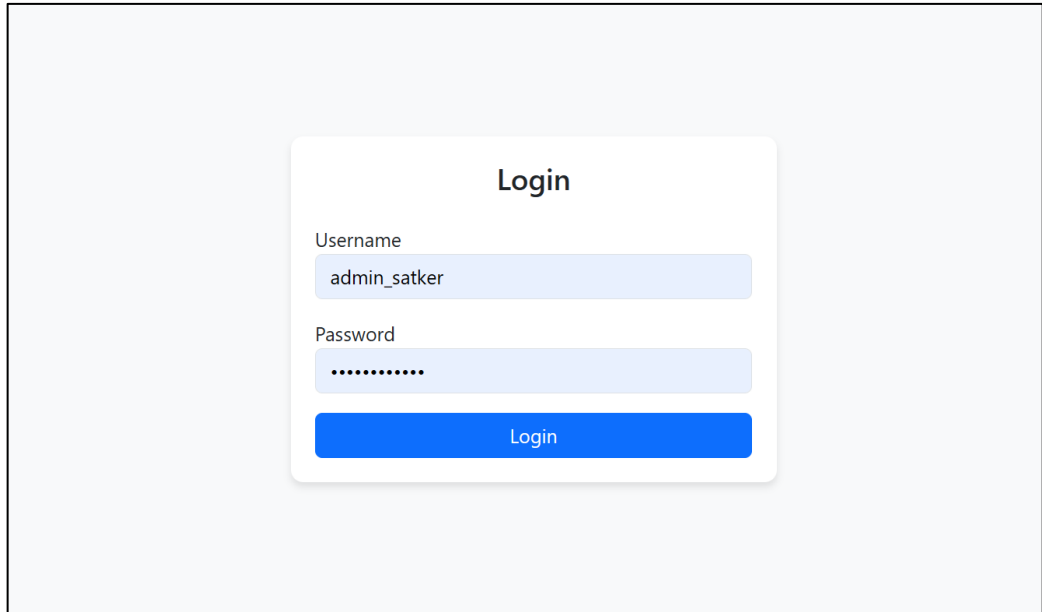 Login
Username
admin_satker
Password
••••••••••••
Login